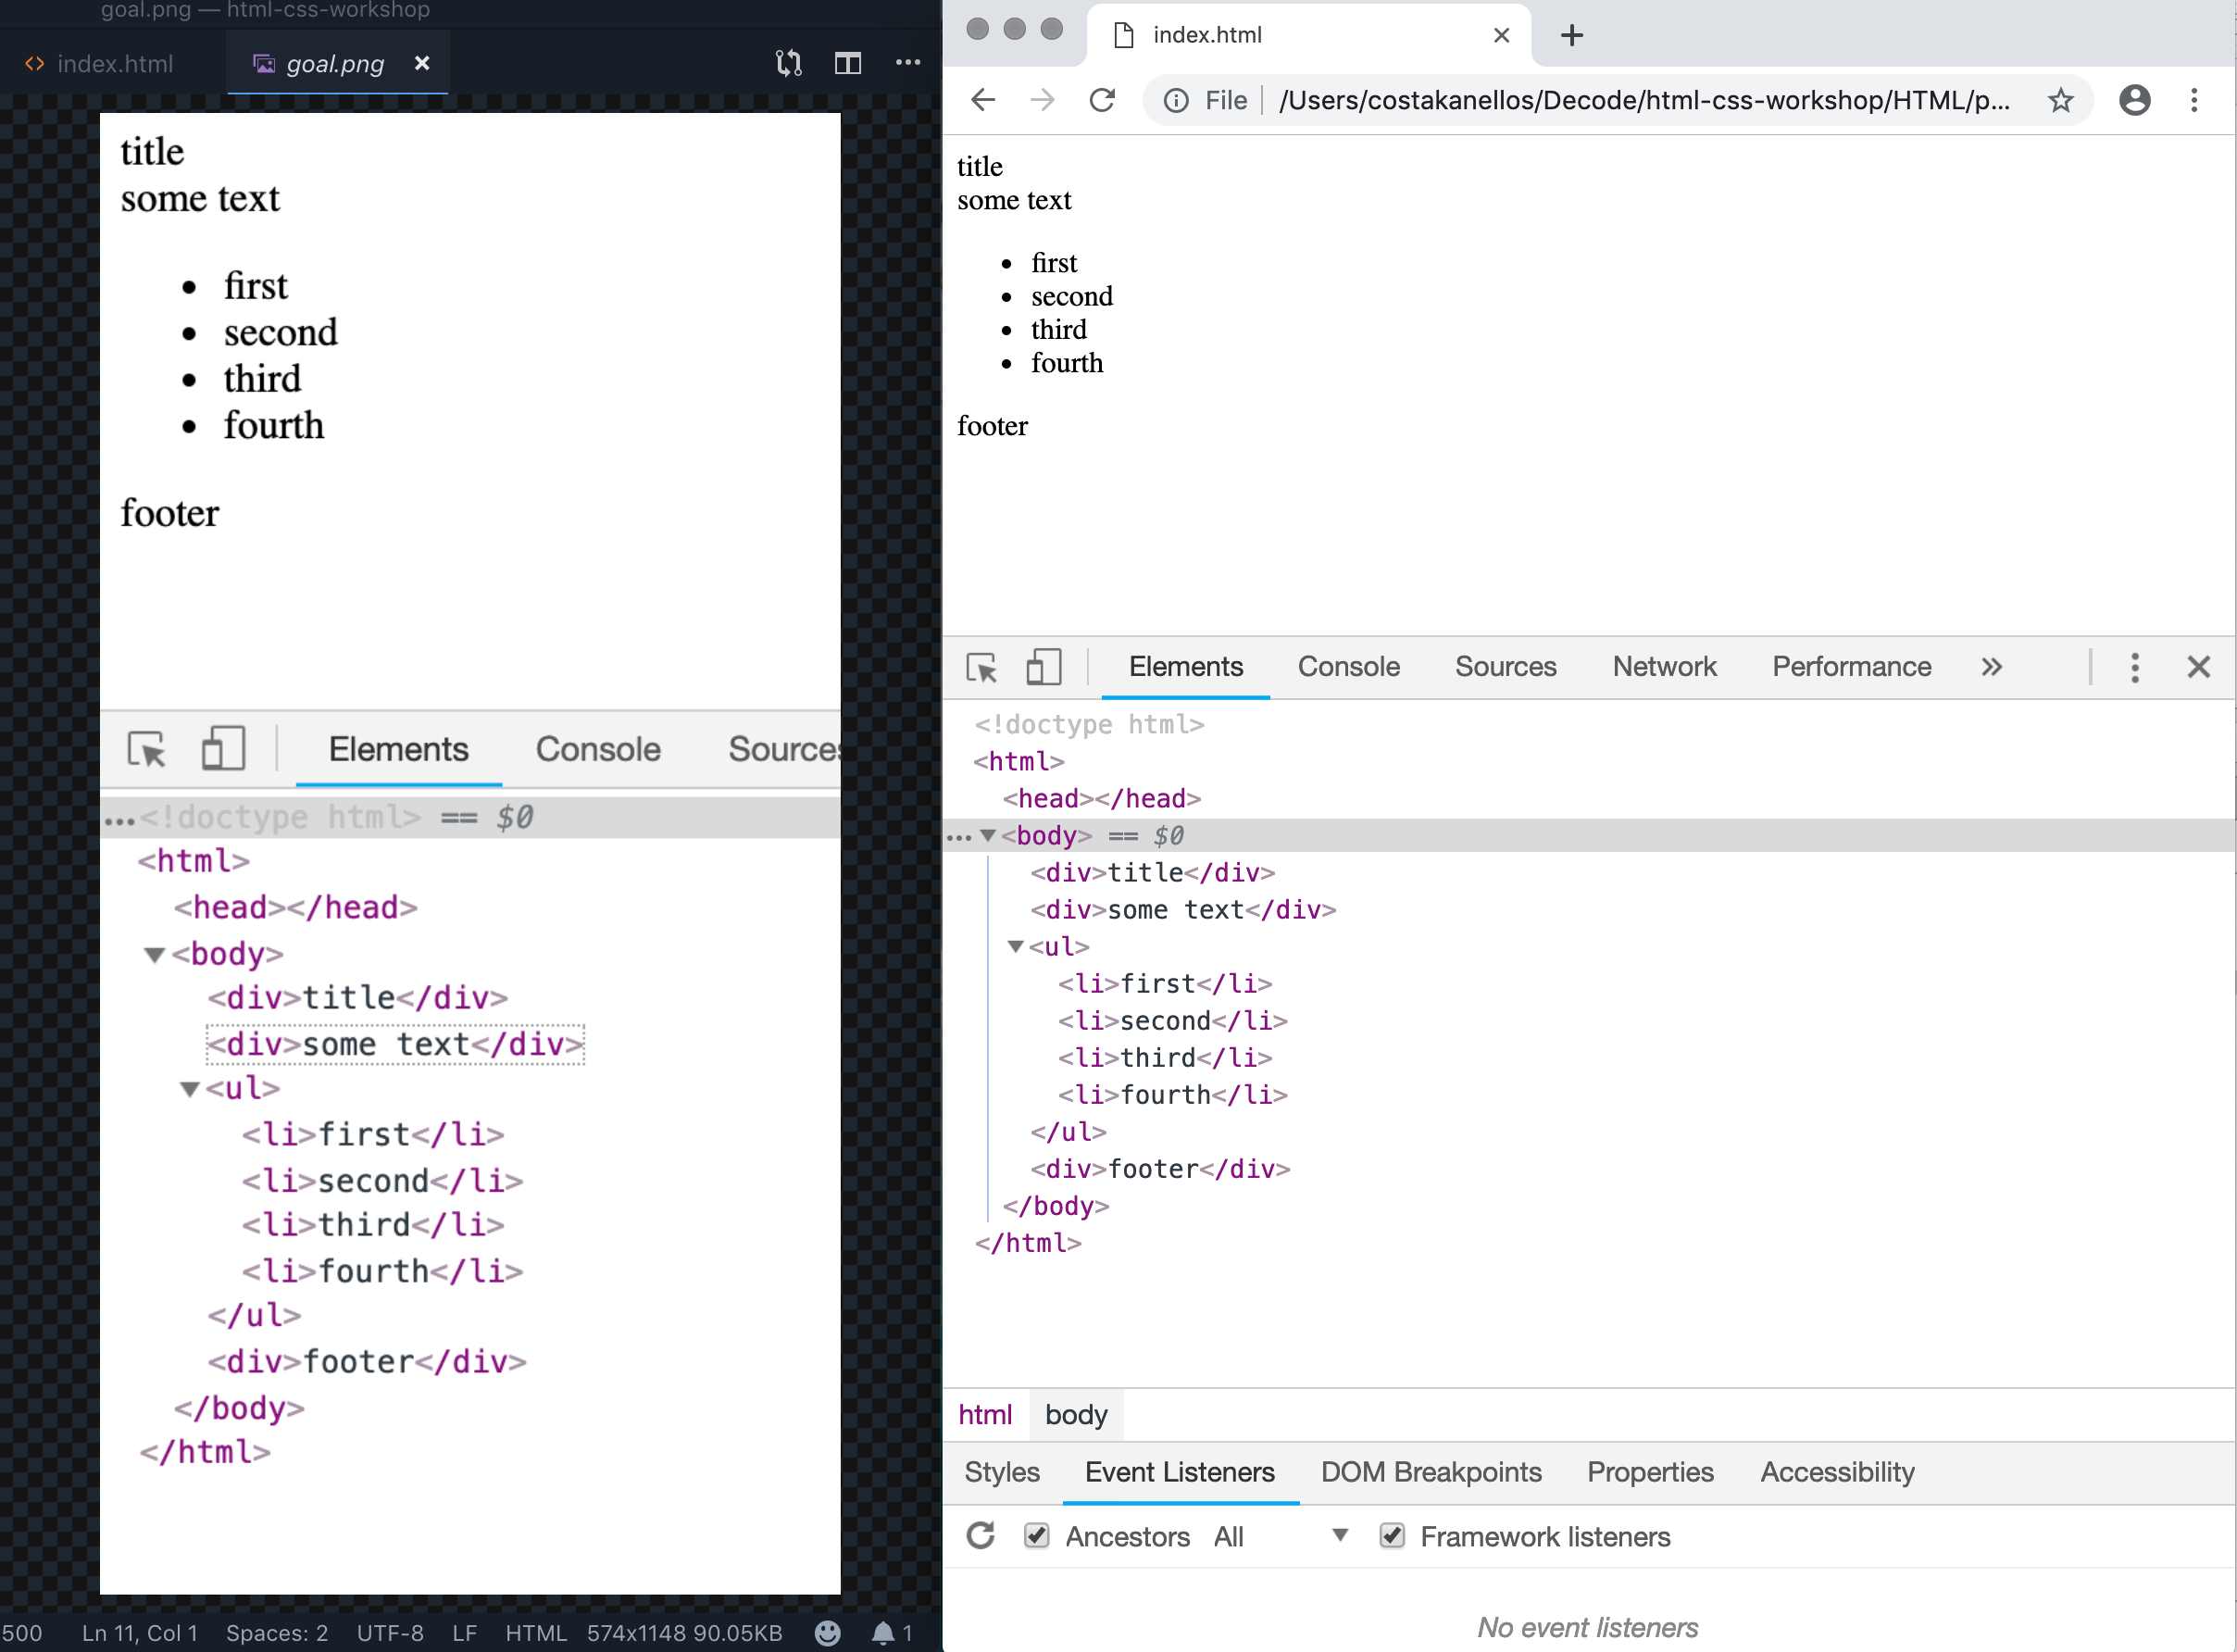 goal.png — html-css-workshop
<> index.html
goal.png ×
title
some text
• first
• second
• third
• fourth
footer
Elements Console Sources
...<!doctype html> == $0
<html>
<head></head>
▼<body>
<div>title</div>
<div>some text</div>
▼<ul>
<li>first</li>
<li>second</li>
<li>third</li>
<li>fourth</li>
</ul>
<div>footer</div>
</body>
</html>
500 Ln 11, Col 1 Spaces: 2 UTF-8 LF HTML 574x1148 90.05KB 1
index.html
File /Users/costakanellos/Decode/html-css-workshop/HTML/p...
title
some text
• first
• second
• third
• fourth
footer
Elements Console Sources Network Performance »
<!doctype html>
<html>
<head></head>
...▼<body> == $0
<div>title</div>
<div>some text</div>
▼<ul>
<li>first</li>
<li>second</li>
<li>third</li>
<li>fourth</li>
</ul>
<div>footer</div>
</body>
</html>
html body
Styles Event Listeners DOM Breakpoints Properties Accessibility
Ancestors All ▼ Framework listeners
No event listeners